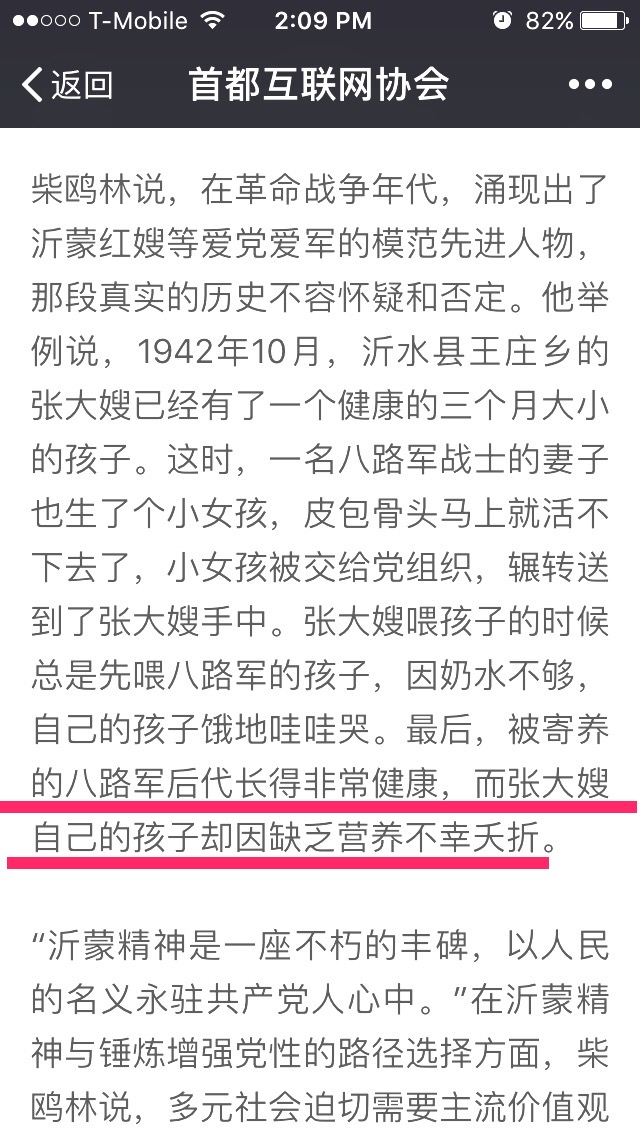 T-Mobile 2:09 PM 82%
返回 首都互联网协会
柴鸥林说，在革命战争年代，涌现出了
沂蒙红嫂等爱党爱军的模范先进人物，
那段真实的历史不容怀疑和否定。他举
例说，1942年10月，沂水县王庄乡的
张大嫂已经有了一个健康的三个月大小
的孩子。这时，一名八路军战士的妻子
也生了个小女孩，皮包骨头马上就活不
下去了，小女孩被交给党组织，辗转送
到了张大嫂手中。张大嫂喂孩子的时候
总是先喂八路军的孩子，因奶水不够，
自己的孩子饿地哇哇哭。最后，被寄养
的八路军后代长得非常健康，而张大嫂
自己的孩子却因缺乏营养不幸夭折。
“沂蒙精神是一座不朽的丰碑，以人民
的名义永驻共产党人心中。”在沂蒙精
神与锤炼增强党性的路径选择方面，柴
鸥林说，多元社会迫切需要主流价值观